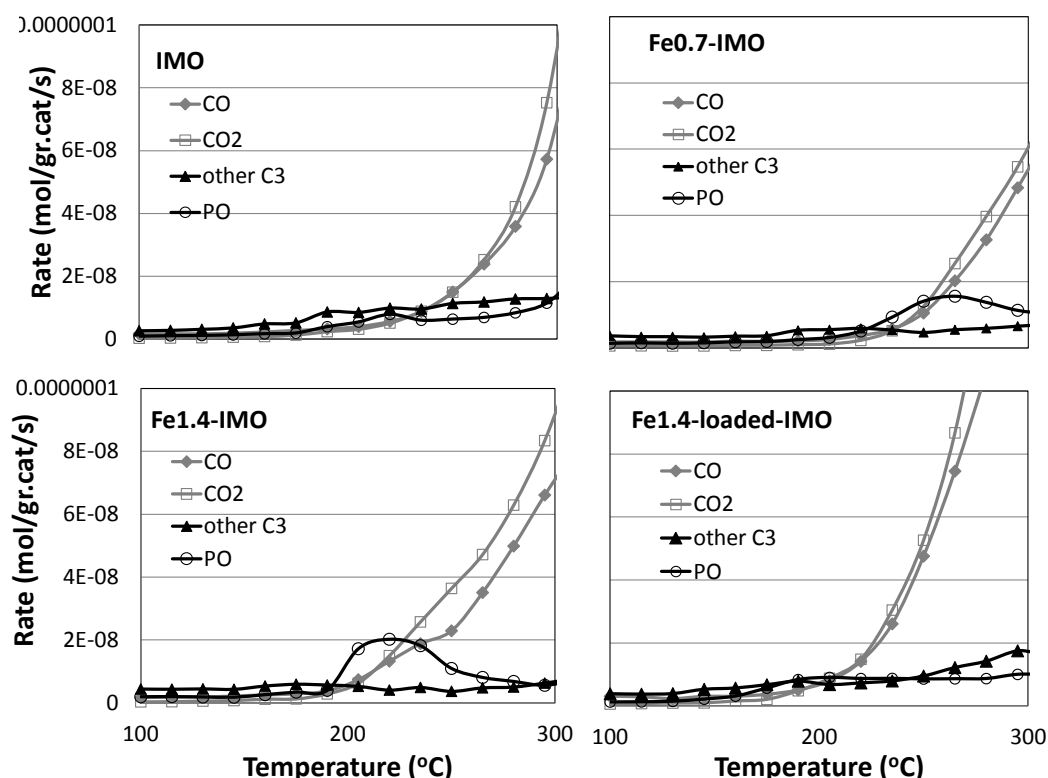 0.0000001
8E-08
6E-08
4E-08
2E-08
0
Rate (mol/gr.cat/s)
IMO
CO
CO2
other C3
PO
Fe0.7-IMO
CO
CO2
other C3
PO
0.0000001
8E-08
6E-08
4E-08
2E-08
0
Rate (mol/gr.cat/s)
Fe1.4-IMO
CO
CO2
other C3
PO
100
200
300
Temperature (ºC)
Fe1.4-loaded-IMO
CO
CO2
other C3
PO
100
200
300
Temperature (ºC)